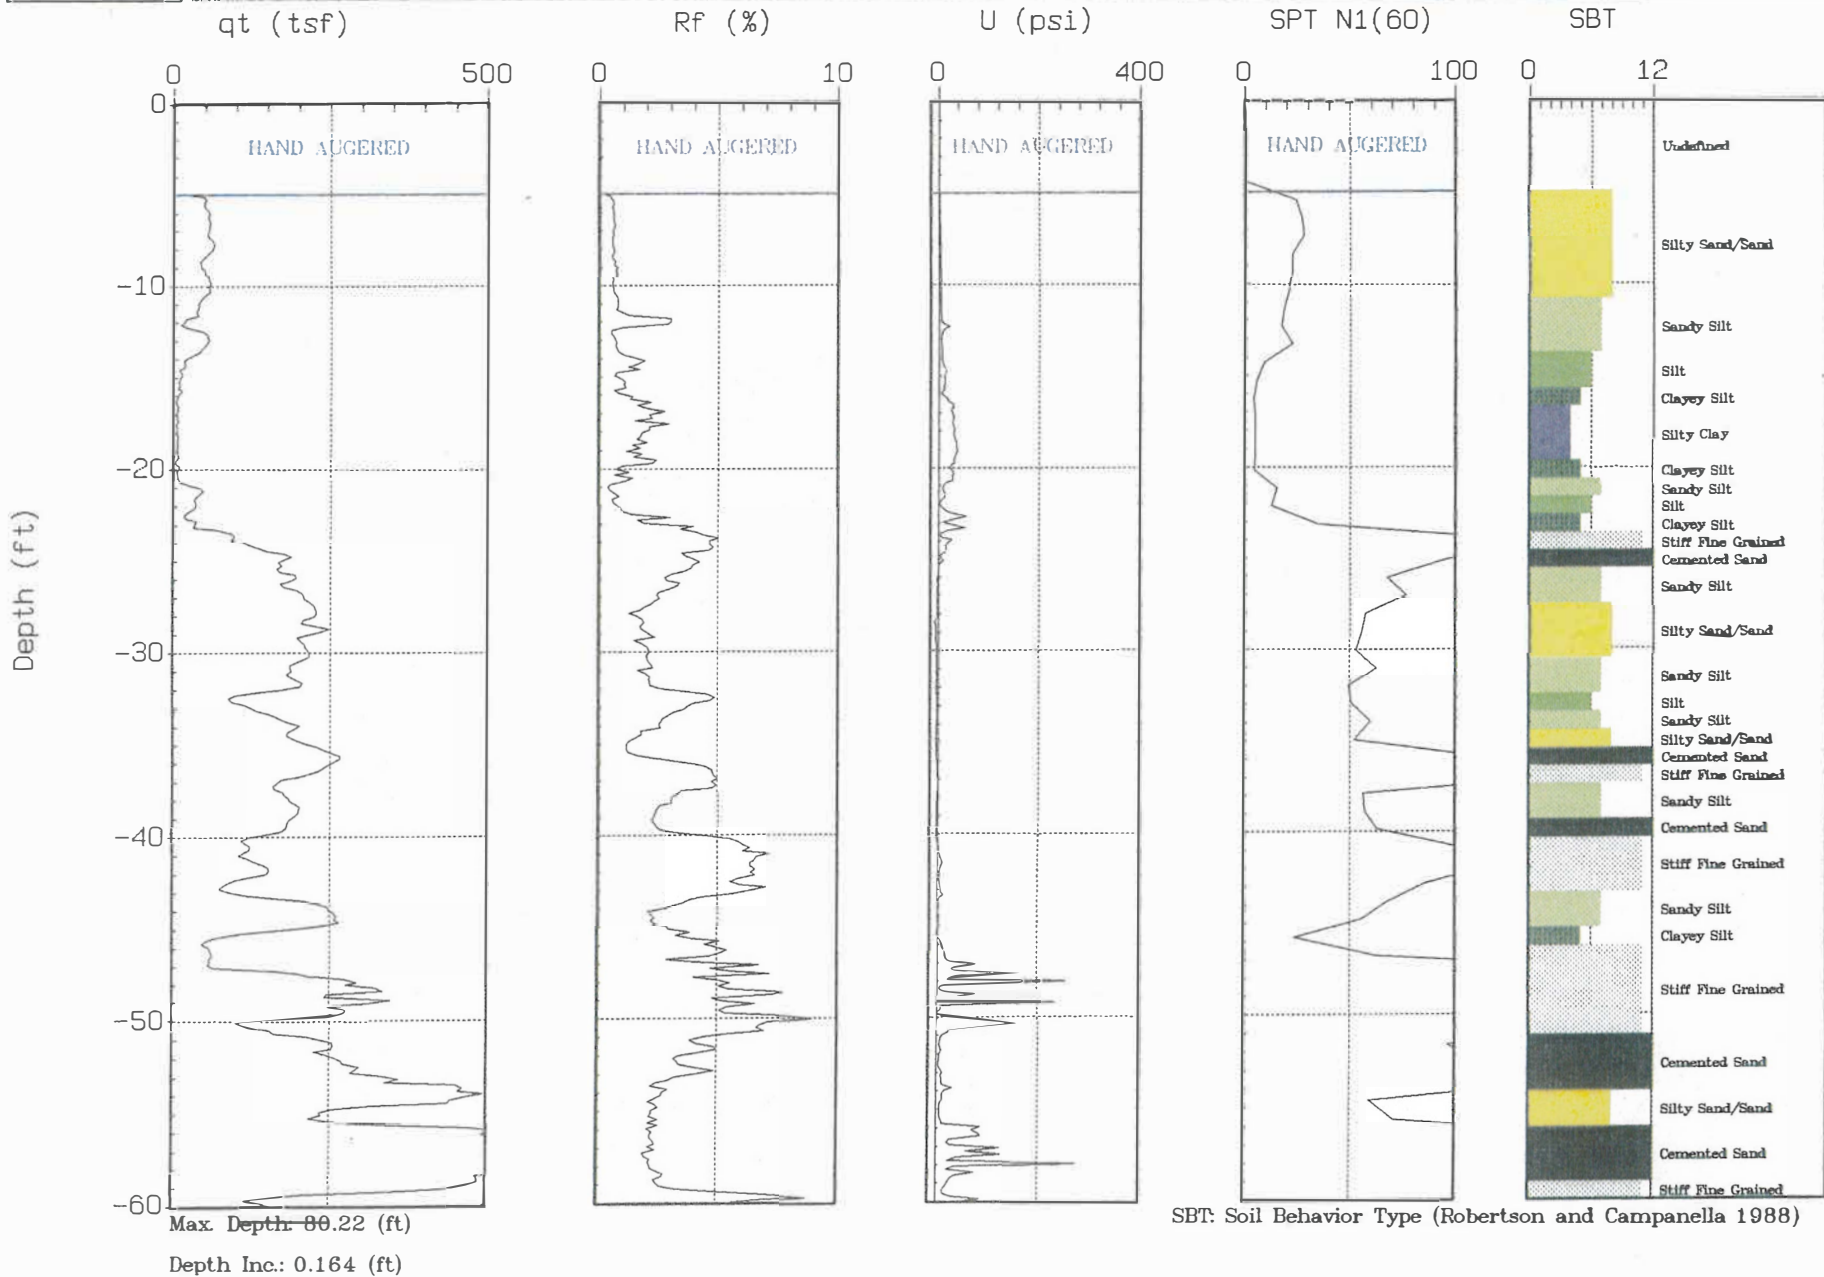 qt (tsf)
Rf (%)
U (psi)
SPT N1(60)
SBT
0 500
0 10
0 400
0 100
0 12
0
-10
-20
-30
-40
-50
-60
Depth (ft)
HAND AUGERED
HAND AUGERED
HAND AUGERED
HAND AUGERED
Undefined
Silty Sand/Sand
Sandy Silt
Silt
Clayey Silt
Silty Clay
Clayey Silt
Sandy Silt
Silt
Clayey Silt
Stiff Fine Grained
Cemented Sand
Sandy Silt
Silty Sand/Sand
Sandy Silt
Silt
Sandy Silt
Silty Sand/Sand
Cemented Sand
Stiff Fine Grained
Sandy Silt
Cemented Sand
Stiff Fine Grained
Sandy Silt
Clayey Silt
Stiff Fine Grained
Cemented Sand
Silty Sand/Sand
Cemented Sand
Stiff Fine Grained
Max. Depth: 80.22 (ft)
Depth Inc.: 0.164 (ft)
SBT: Soil Behavior Type (Robertson and Campanella 1988)